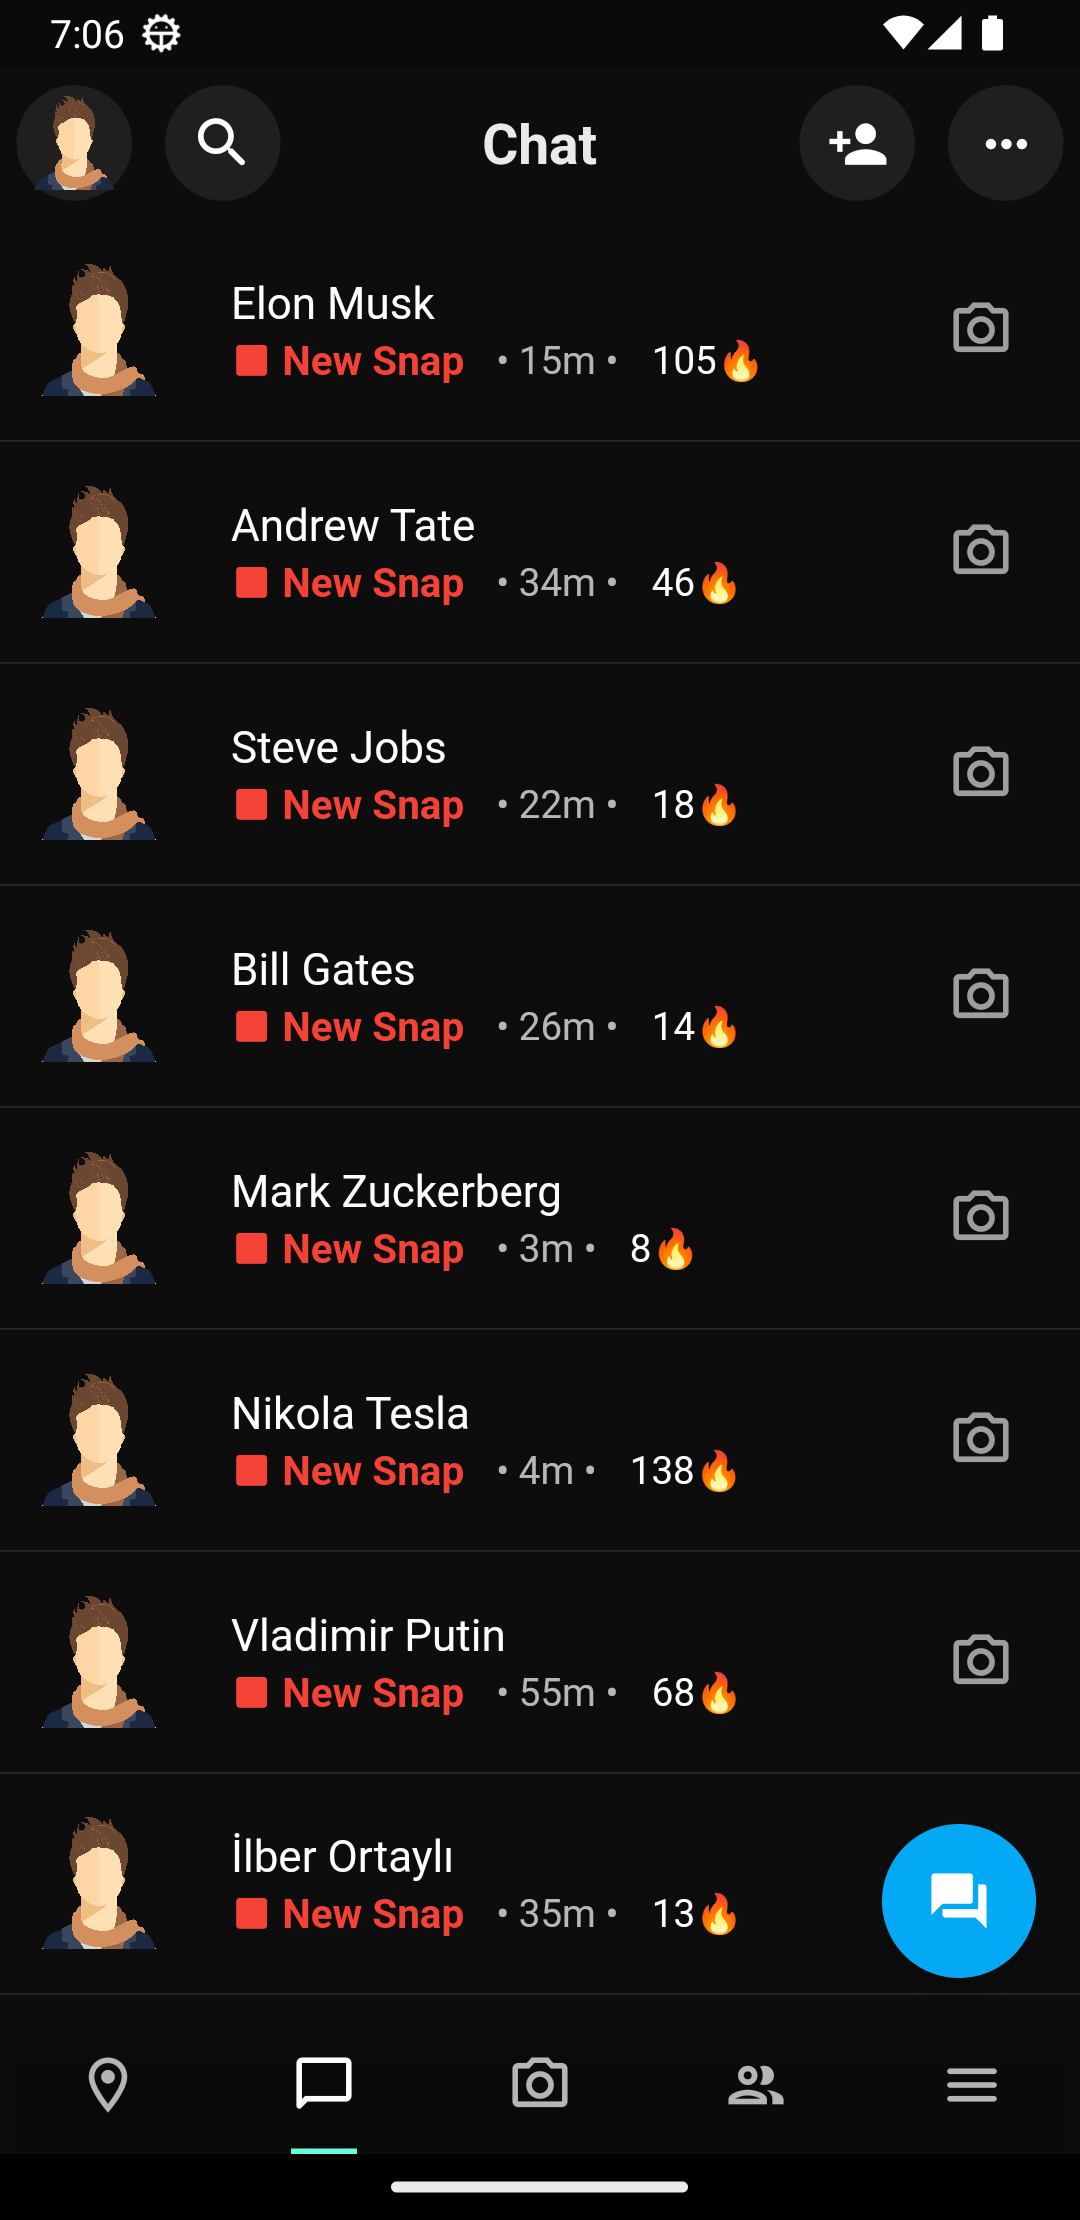 7:06
Chat
Elon Musk
New Snap • 15m • 105🔥
Andrew Tate
New Snap • 34m • 46🔥
Steve Jobs
New Snap • 22m • 18🔥
Bill Gates
New Snap • 26m • 14🔥
Mark Zuckerberg
New Snap • 3m • 8🔥
Nikola Tesla
New Snap • 4m • 138🔥
Vladimir Putin
New Snap • 55m • 68🔥
İlber Ortaylı
New Snap • 35m • 13🔥